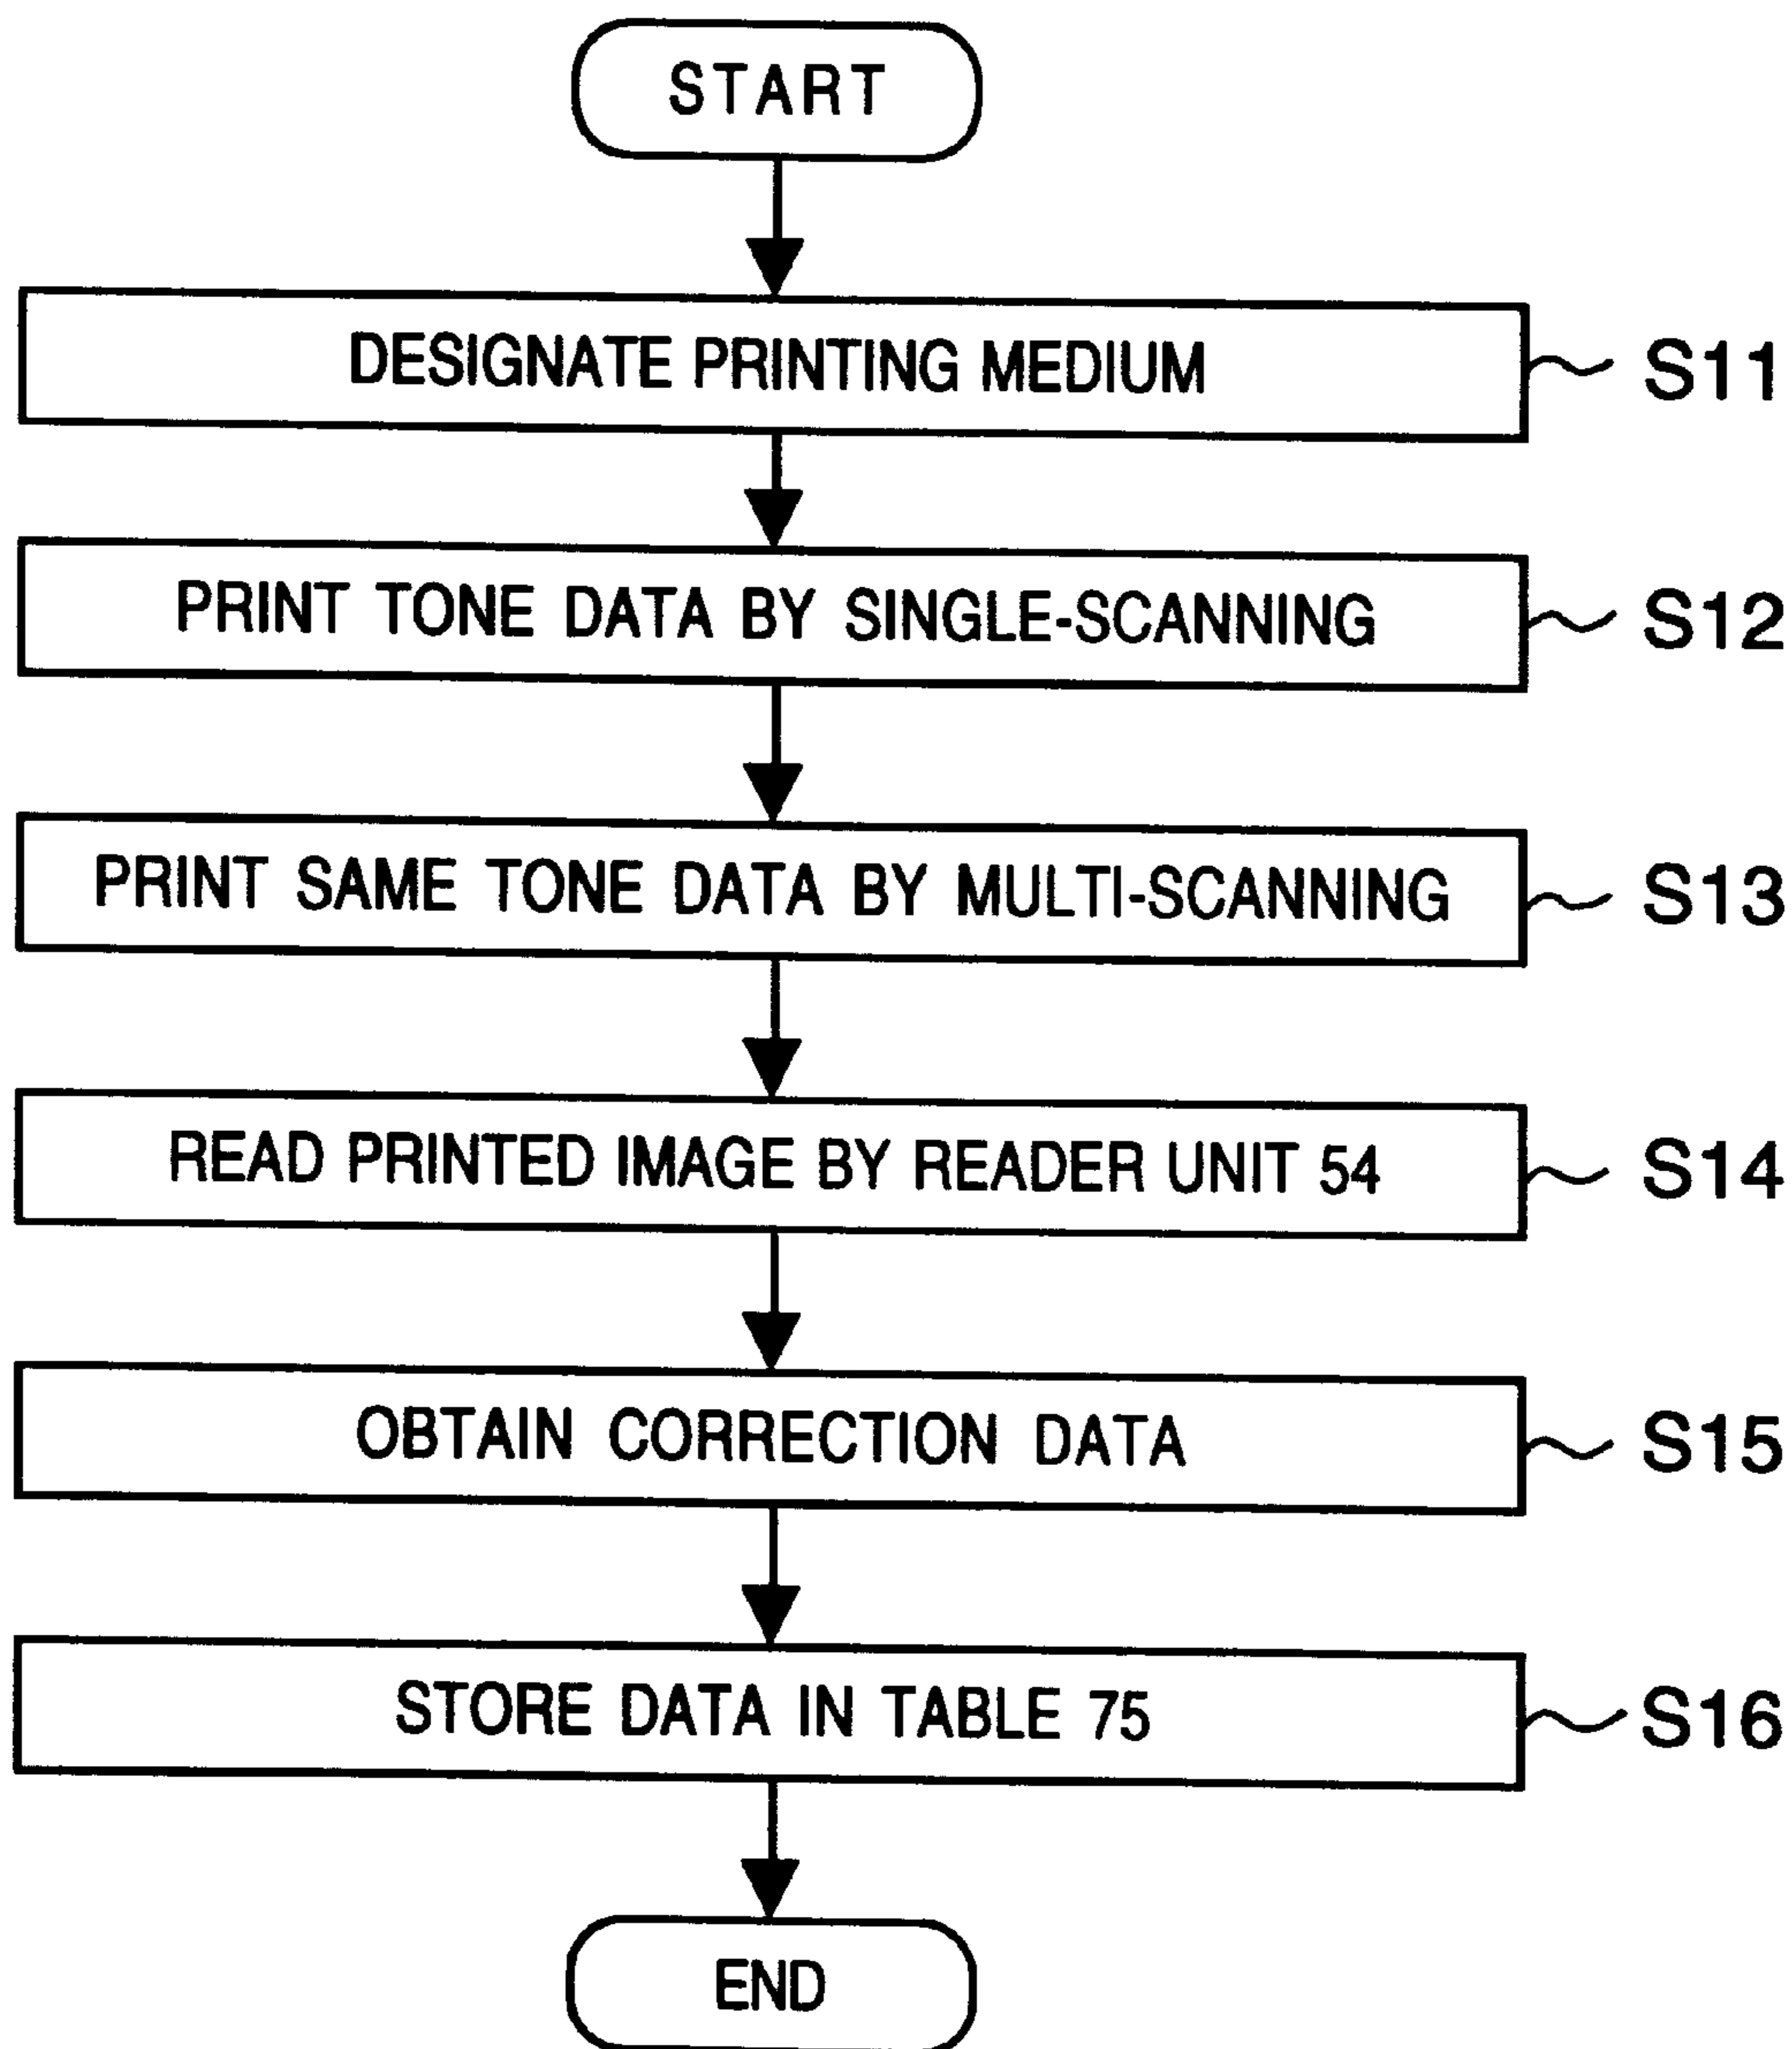 START
DESIGNATE PRINTING MEDIUM S11
PRINT TONE DATA BY SINGLE-SCANNING S12
PRINT SAME TONE DATA BY MULTI-SCANNING S13
READ PRINTED IMAGE BY READER UNIT 54 S14
OBTAIN CORRECTION DATA S15
STORE DATA IN TABLE 75 S16
END